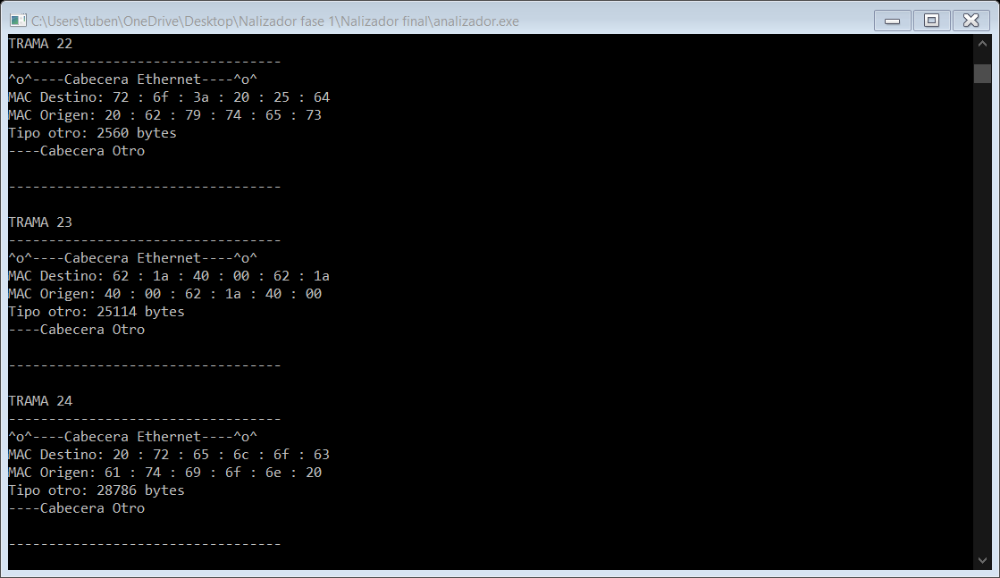 C:\Users\tuben\OneDrive\Desktop\Nalizador fase 1\Nalizador final\analizador.exe
TRAMA 22
----------------------------------
^o^----Cabecera Ethernet----^o^
MAC Destino: 72 : 6f : 3a : 20 : 25 : 64
MAC Origen: 20 : 62 : 79 : 74 : 65 : 73
Tipo otro: 2560 bytes
----Cabecera Otro
----------------------------------
TRAMA 23
----------------------------------
^o^----Cabecera Ethernet----^o^
MAC Destino: 62 : 1a : 40 : 00 : 62 : 1a
MAC Origen: 40 : 00 : 62 : 1a : 40 : 00
Tipo otro: 25114 bytes
----Cabecera Otro
----------------------------------
TRAMA 24
----------------------------------
^o^----Cabecera Ethernet----^o^
MAC Destino: 20 : 72 : 65 : 6c : 6f : 63
MAC Origen: 61 : 74 : 69 : 6f : 6e : 20
Tipo otro: 28786 bytes
----Cabecera Otro
----------------------------------